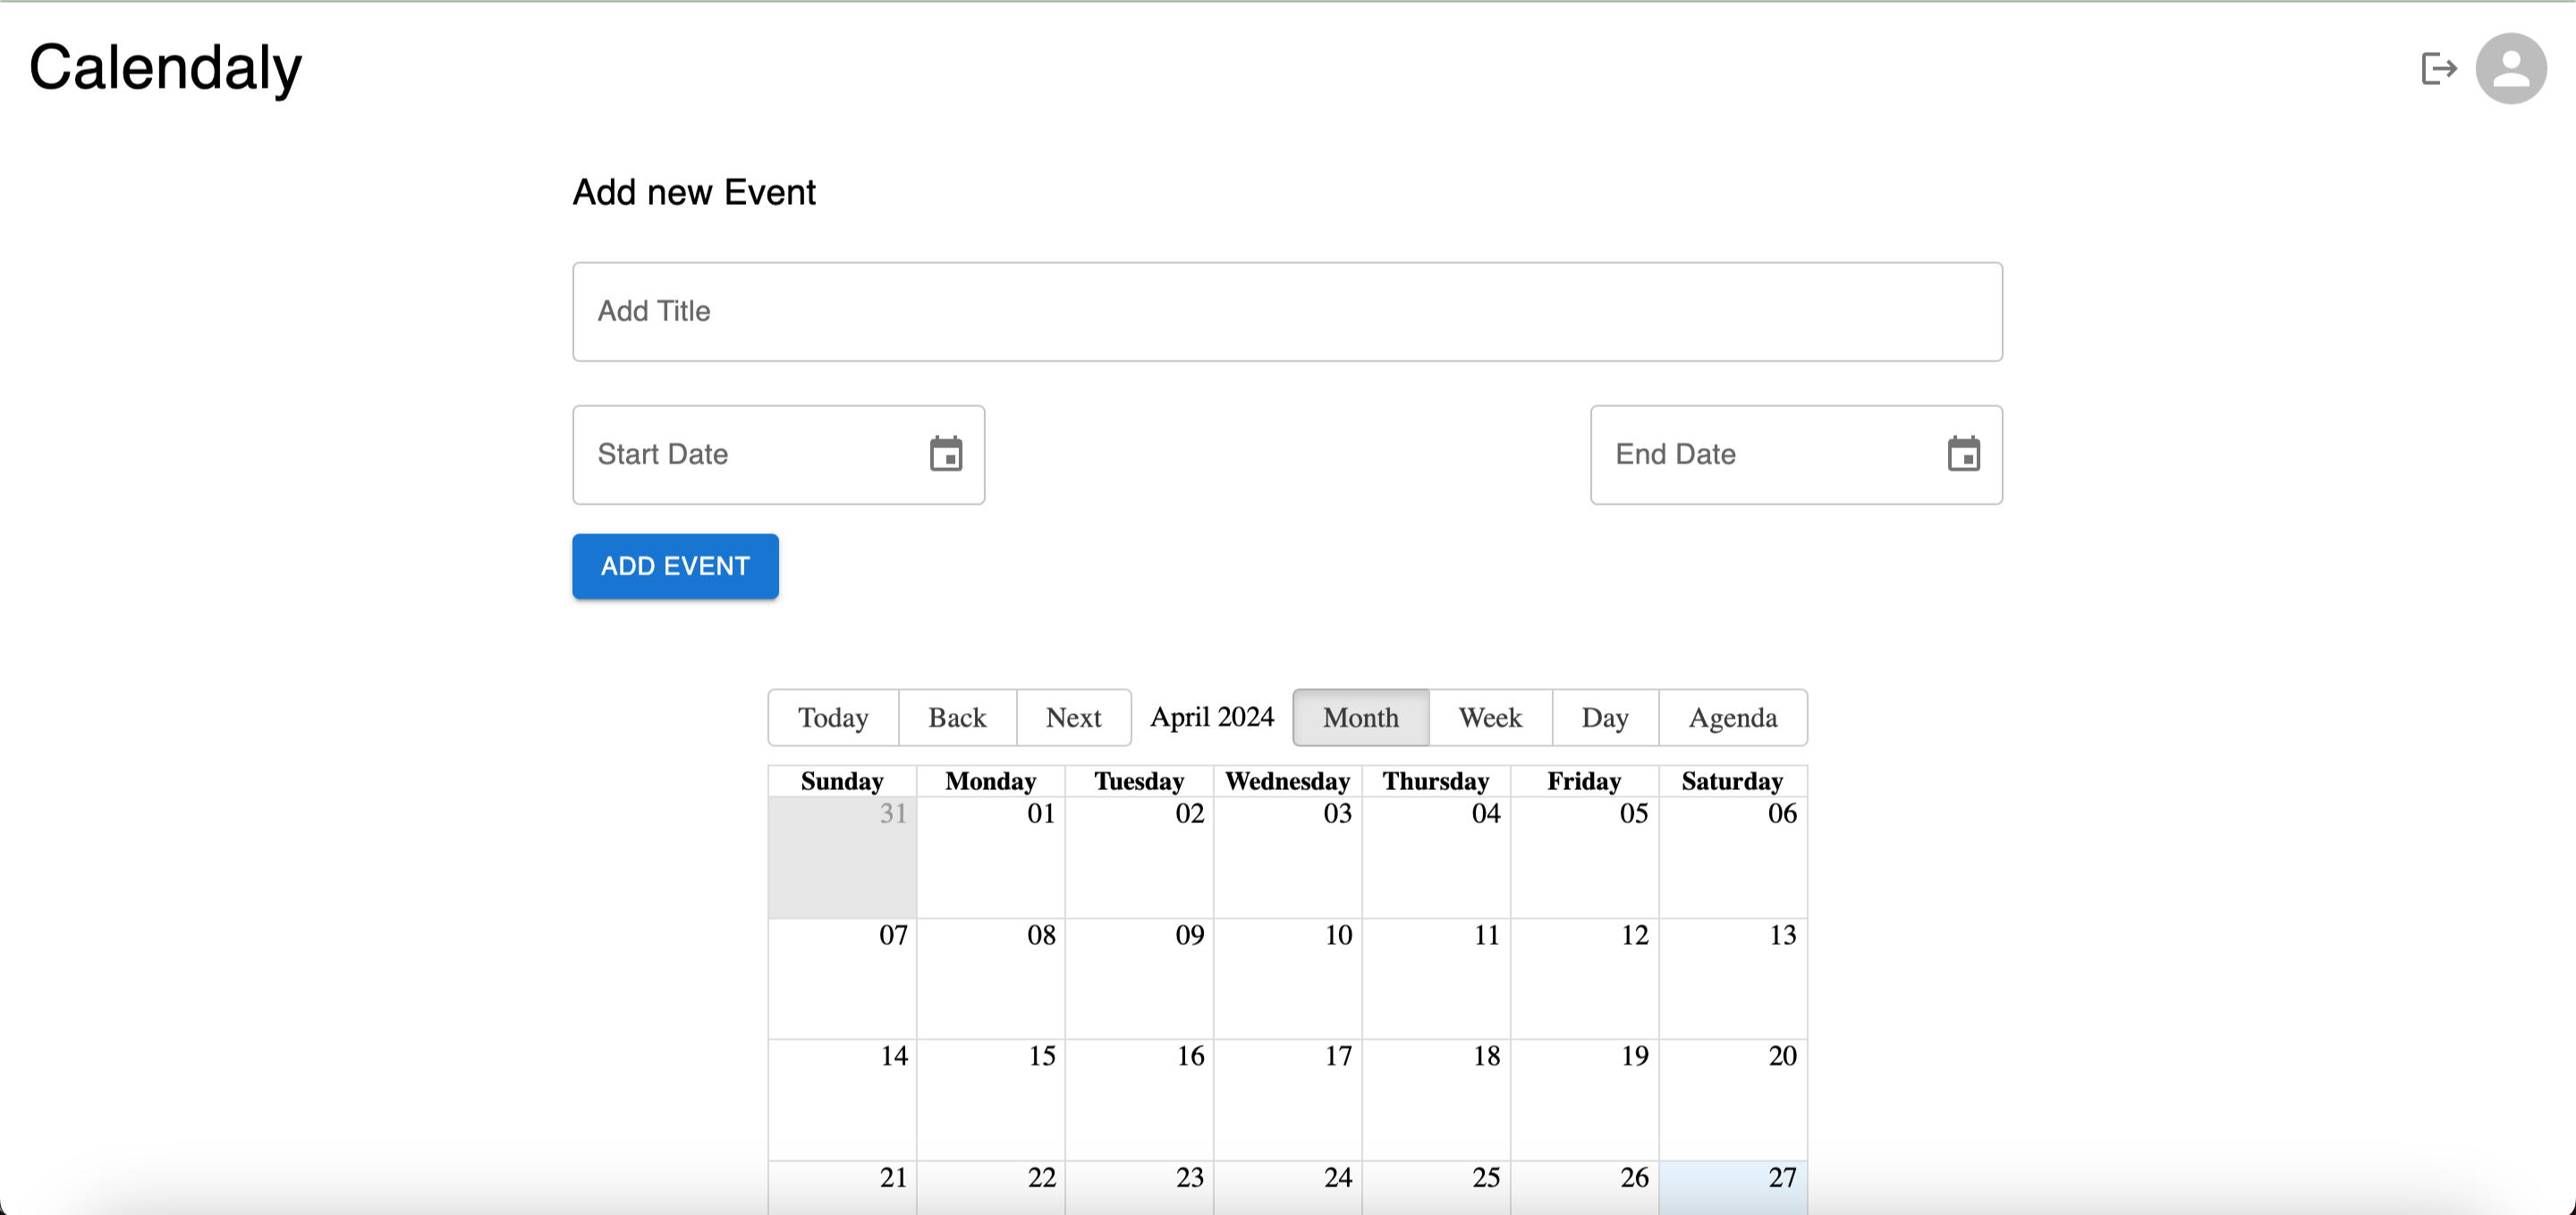 Calendaly
Add new Event
Add Title
Start Date End Date
ADD EVENT
Today Back Next April 2024 Month Week Day Agenda
Sunday Monday Tuesday Wednesday Thursday Friday Saturday
31 01 02 03 04 05 06
07 08 09 10 11 12 13
14 15 16 17 18 19 20
21 22 23 24 25 26 27